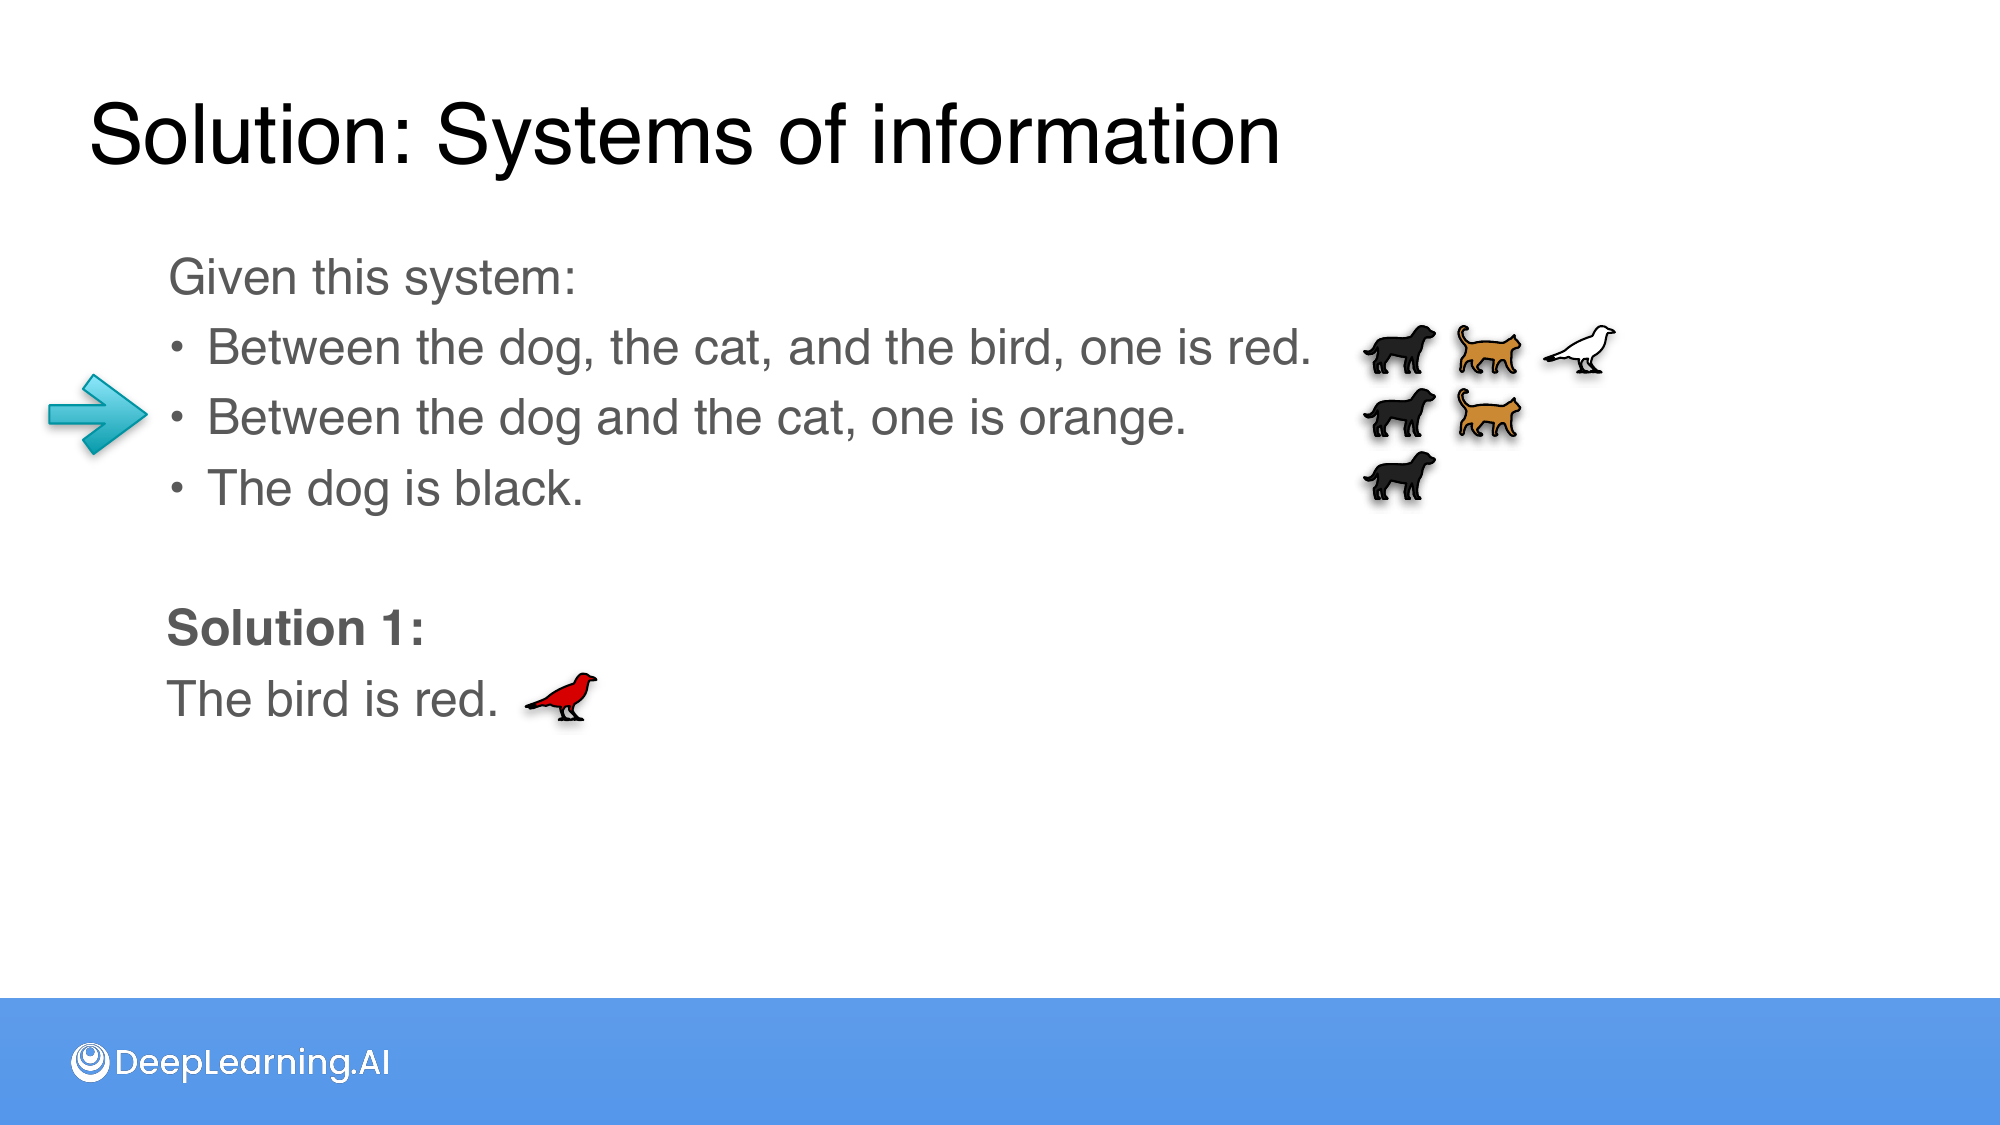 Solution: Systems of information
Given this system:
• Between the dog, the cat, and the bird, one is red.
• Between the dog and the cat, one is orange.
• The dog is black.
Solution 1:
The bird is red.
DeepLearning.AI